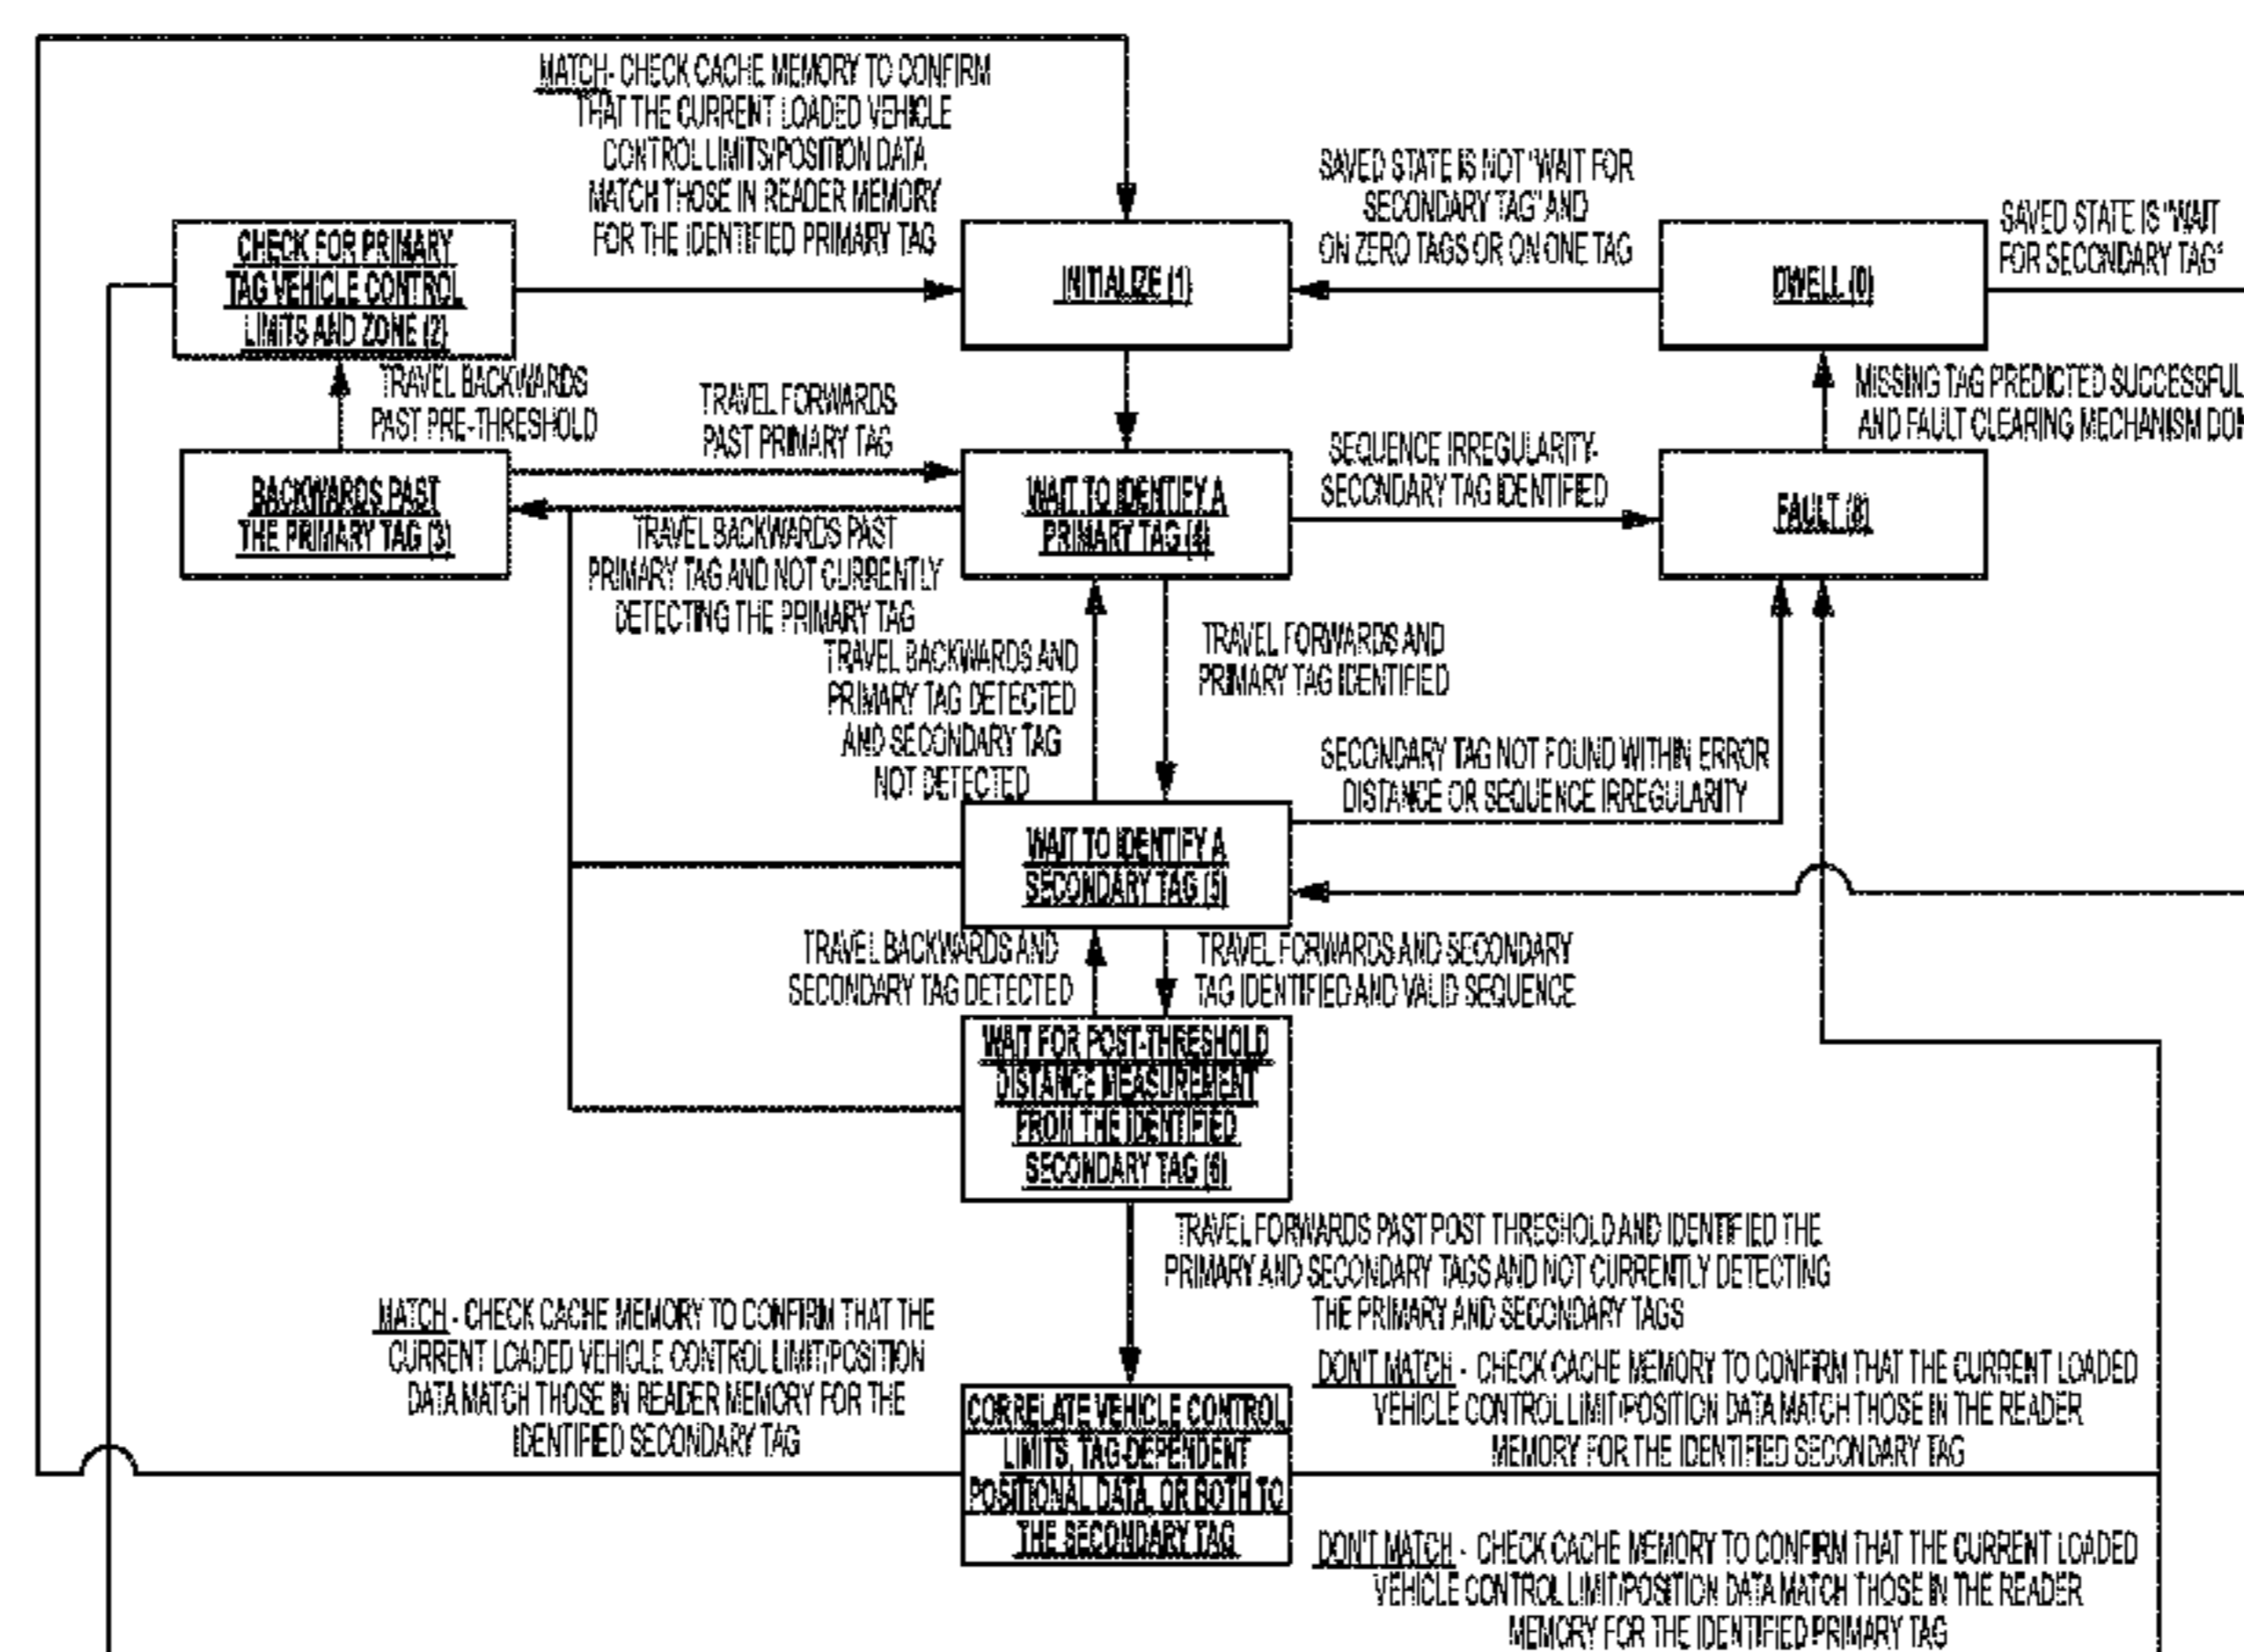 MATCH- CHECK CACHE MEMORY TO CONFIRM
THAT THE CURRENT LOADED VEHICLE
CONTROL LIMITS/POSITION DATA
MATCH THOSE IN READER MEMORY
FOR THE IDENTIFIED PRIMARY TAG
SAVED STATE IS NOT "WAIT FOR
SECONDARY TAG" AND
ON ZERO TAGS OR ON ONE TAG
SAVED STATE IS "WAIT
FOR SECONDARY TAG"
CHECK FOR PRIMARY
TAG VEHICLE CONTROL
LIMITS AND ZONE (2)
INITIALIZE (1)
DWELL (0)
TRAVEL BACKWARDS
PAST PRE-THRESHOLD
TRAVEL FORWARDS
PAST PRIMARY TAG
MISSING TAG PREDICTED SUCCESSFUL
AND FAULT CLEARING MECHANISM DON
BACKWARDS PAST
THE PRIMARY TAG (3)
WAIT TO IDENTIFY A
PRIMARY TAG (4)
SEQUENCE IRREGULARITY-
SECONDARY TAG IDENTIFIED
FAULT (8)
TRAVEL BACKWARDS PAST
PRIMARY TAG AND NOT CURRENTLY
DETECTING THE PRIMARY TAG
TRAVEL BACKWARDS AND
PRIMARY TAG DETECTED
AND SECONDARY TAG
NOT DETECTED
TRAVEL FORWARDS AND
PRIMARY TAG IDENTIFIED
SECONDARY TAG NOT FOUND WITHIN ERROR
DISTANCE OR SEQUENCE IRREGULARITY
WAIT TO IDENTIFY A
SECONDARY TAG (5)
TRAVEL BACKWARDS AND
SECONDARY TAG DETECTED
TRAVEL FORWARDS AND SECONDARY
TAG IDENTIFIED AND VALID SEQUENCE
WAIT FOR POST-THRESHOLD
DISTANCE MEASUREMENT
FROM THE IDENTIFIED
SECONDARY TAG (6)
TRAVEL FORWARDS PAST POST THRESHOLD AND IDENTIFIED THE
PRIMARY AND SECONDARY TAGS AND NOT CURRENTLY DETECTING
THE PRIMARY AND SECONDARY TAGS
MATCH - CHECK CACHE MEMORY TO CONFIRM THAT THE
CURRENT LOADED VEHICLE CONTROL LIMIT/POSITION
DATA MATCH THOSE IN READER MEMORY FOR THE
IDENTIFIED SECONDARY TAG
DON'T MATCH - CHECK CACHE MEMORY TO CONFIRM THAT THE CURRENT LOADED
VEHICLE CONTROL LIMIT/POSITION DATA MATCH THOSE IN THE READER
MEMORY FOR THE IDENTIFIED SECONDARY TAG
CORRELATE VEHICLE CONTROL
LIMITS, TAG-DEPENDENT
POSITIONAL DATA, OR BOTH TO
THE SECONDARY TAG
DON'T MATCH - CHECK CACHE MEMORY TO CONFIRM THAT THE CURRENT LOADED
VEHICLE CONTROL LIMIT/POSITION DATA MATCH THOSE IN THE READER
MEMORY FOR THE IDENTIFIED PRIMARY TAG